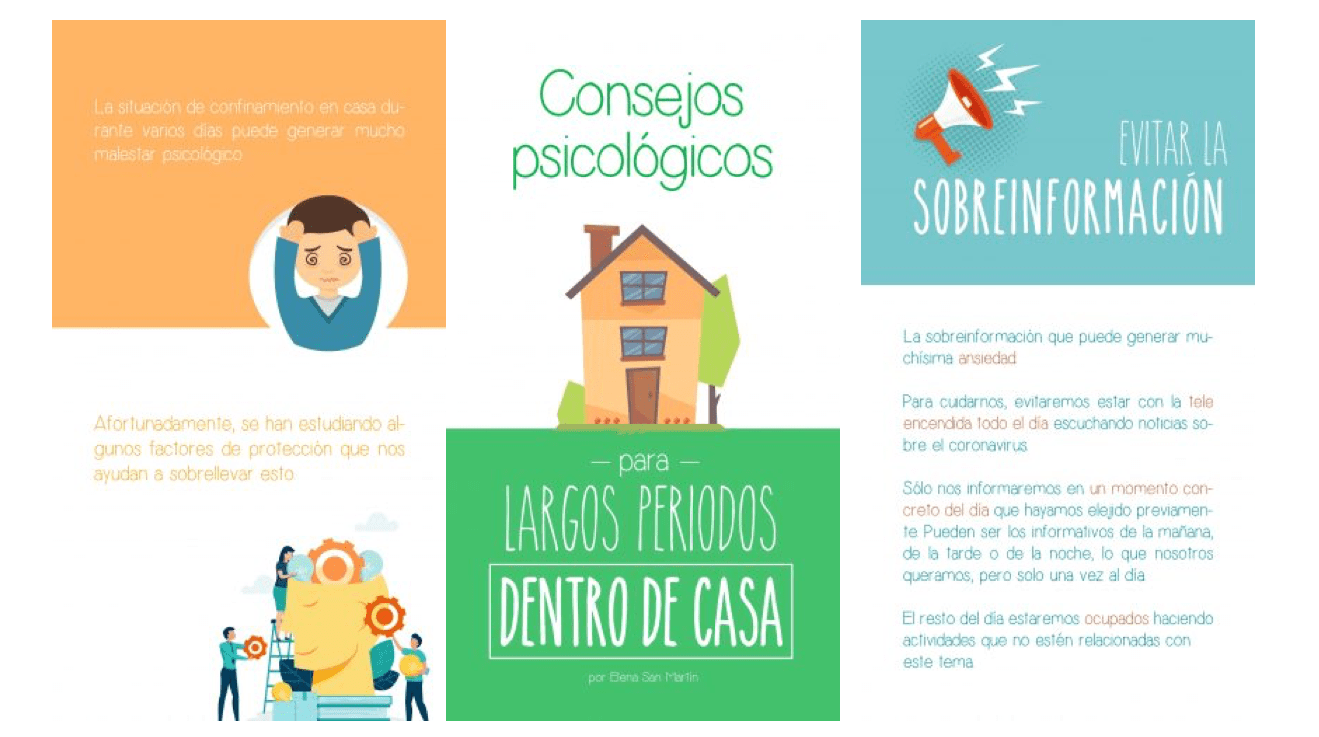 La situación de confinamiento en casa du-
rante varios días puede generar mucho
malestar psicológico
Afortunadamente, se han estudiando al-
gunos factores de protección que nos
ayudan a sobrellevar esto
Consejos
psicológicos
— para —
LARGOS PERIODOS
DENTRO DE CASA
por Elena San Martín
EVITAR LA
SOBREINFORMACIÓN
La sobreinformación que puede generar mu-
chísima ansiedad
Para cuidarnos, evitaremos estar con la tele
encendida todo el día escuchando noticias so-
bre el coronavirus
Sólo nos informaremos en un momento con-
creto del día que hayamos elejido previamen-
te Pueden ser los informativos de la mañana,
de la tarde o de la noche, lo que nosotros
queramos, pero solo una vez al día
El resto del día estaremos ocupados haciendo
actividades que no estén relacionadas con
este tema